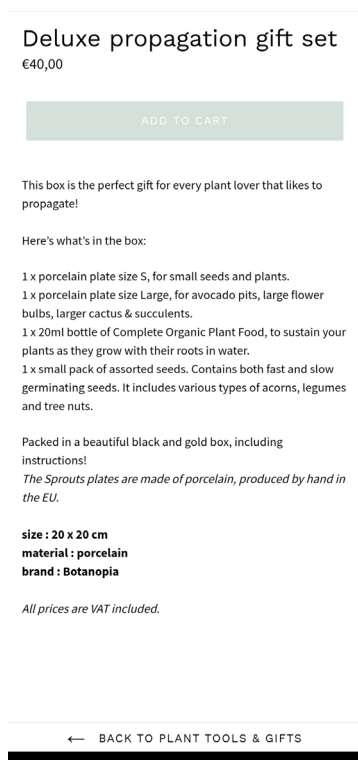 Deluxe propagation gift set
€40,00
ADD TO CART
This box is the perfect gift for every plant lover that likes to
propagate!
Here’s what’s in the box:
1 x porcelain plate size S, for small seeds and plants.
1 x porcelain plate size Large, for avocado pits, large flower
bulbs, larger cactus & succulents.
1 x 20ml bottle of Complete Organic Plant Food, to sustain your
plants as they grow with their roots in water.
1 x small pack of assorted seeds. Contains both fast and slow
germinating seeds. It includes various types of acorns, legumes
and tree nuts.
Packed in a beautiful black and gold box, including
instructions!
The Sprouts plates are made of porcelain, produced by hand in
the EU.
size : 20 x 20 cm
material : porcelain
brand : Botanopia
All prices are VAT included.
← BACK TO PLANT TOOLS & GIFTS